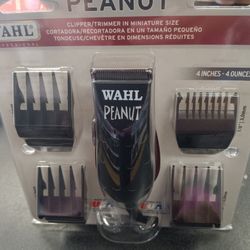 PEANUT
WAHL
PROFESSIONAL
CLIPPER/TRIMMER IN MINIATURE SIZE
CORTADORA/RECORTADORA EN UN TAMAÑO PEQUEÑO
TONDEUSE/CHEVÊTRE EN DIMENSIONS RÉDUITES
4 INCHES - 4 OUNCES
WAHL
PEANUT